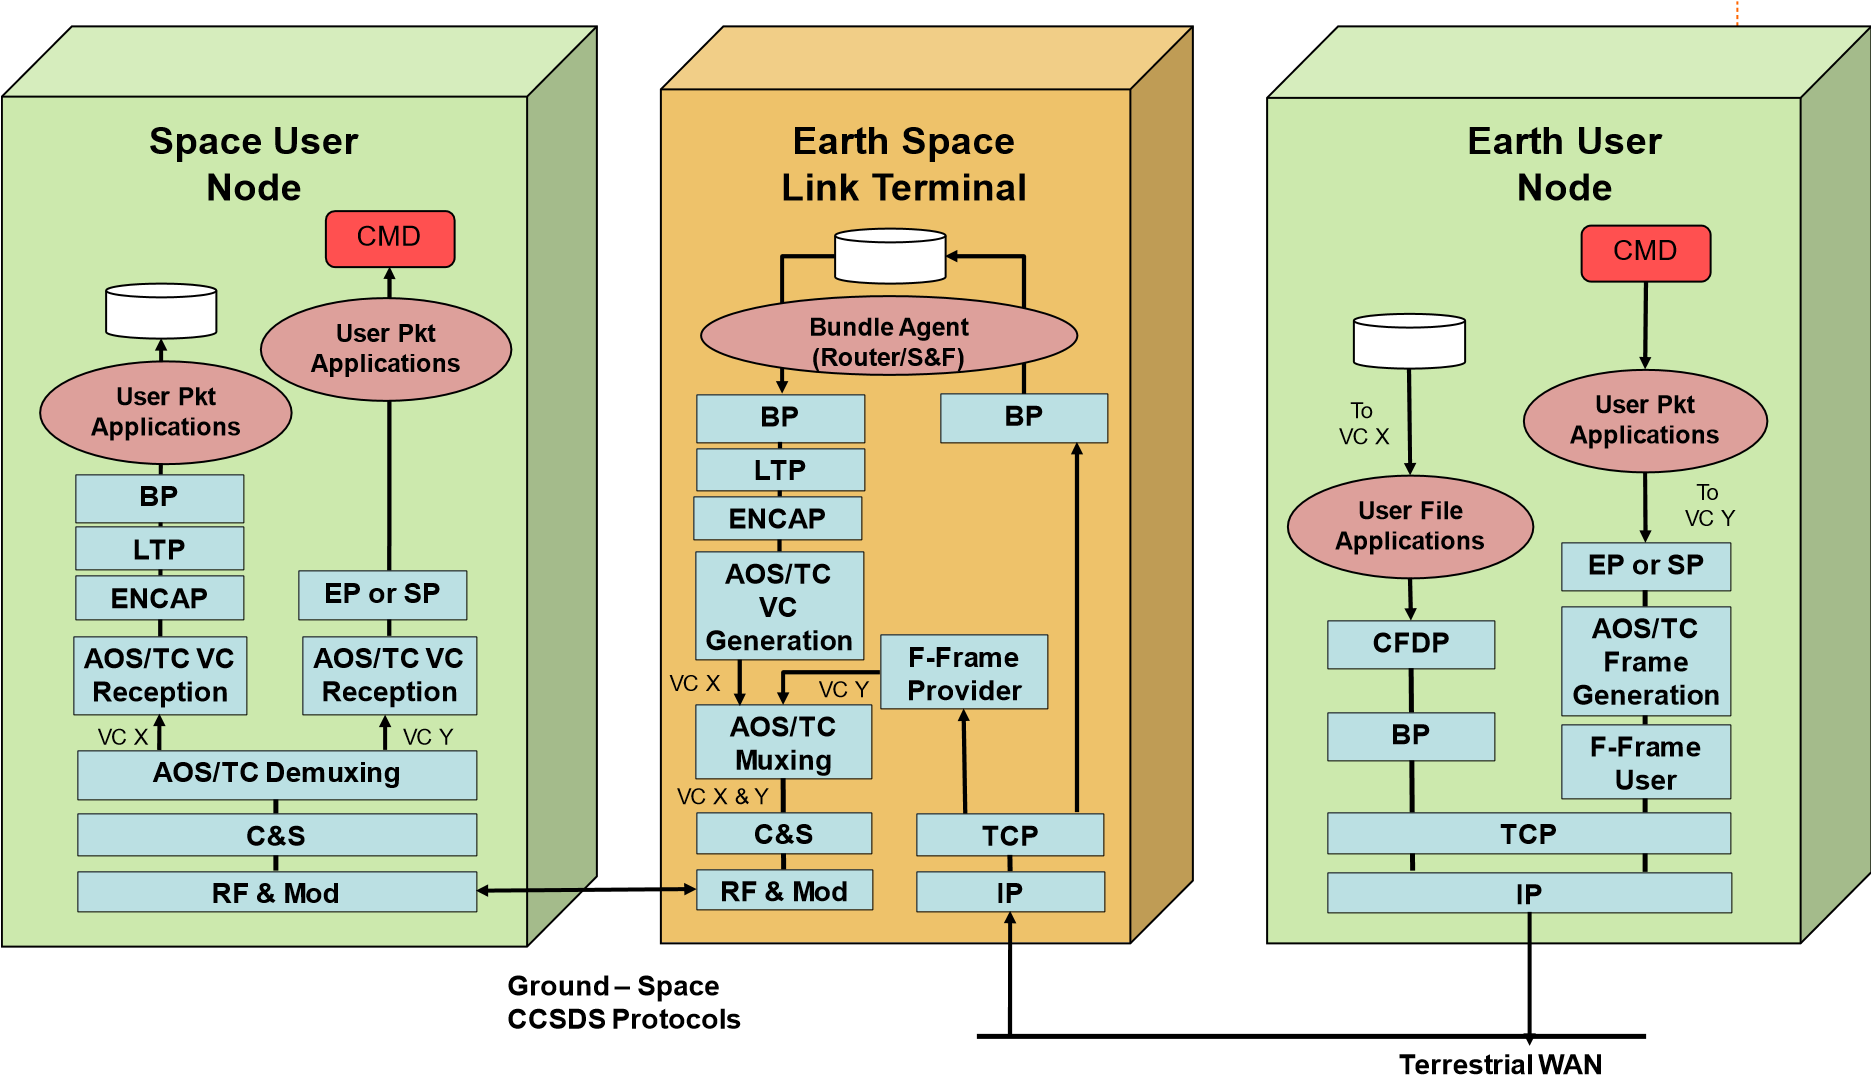 Space User
Node
CMD
User Pkt
Applications
User Pkt
Applications
BP
LTP
ENCAP
EP or SP
AOS/TC VC
Reception
AOS/TC VC
Reception
VC X
VC Y
AOS/TC Demuxing
C&S
RF & Mod
Earth Space
Link Terminal
Bundle Agent
(Router/S&F)
BP
BP
LTP
ENCAP
AOS/TC
VC
Generation
F-Frame
Provider
VC X
VC Y
AOS/TC
Muxing
VC X & Y
C&S
TCP
RF & Mod
IP
Earth User
Node
CMD
To
VC X
User Pkt
Applications
To
VC Y
User File
Applications
EP or SP
CFDP
AOS/TC
Frame
Generation
BP
F-Frame
User
TCP
IP
Ground – Space
CCSDS Protocols
Terrestrial WAN